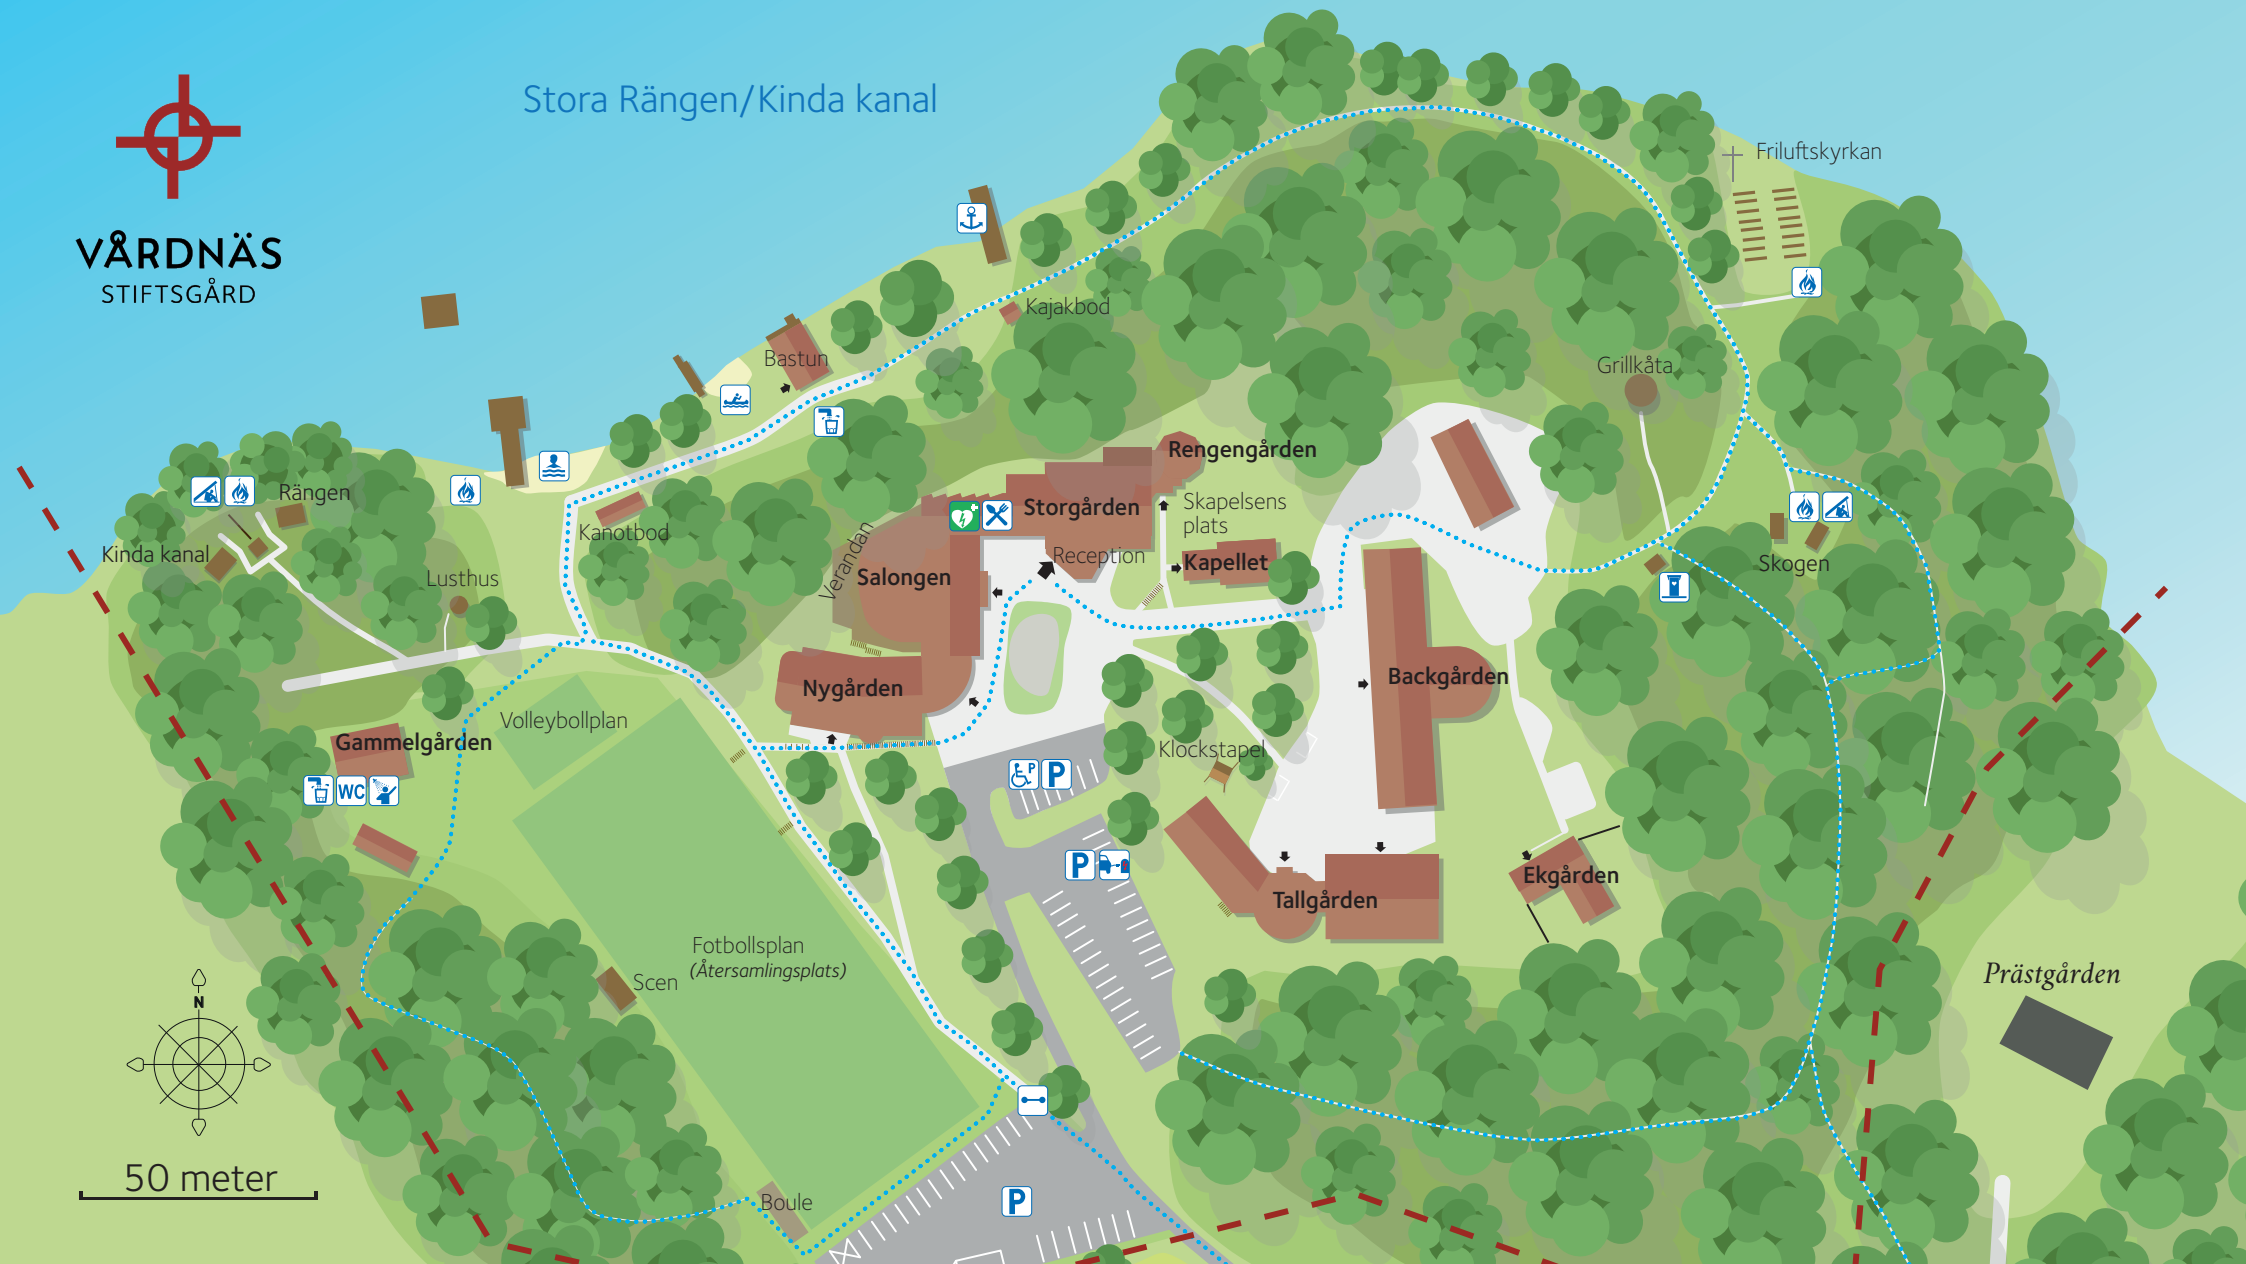 Stora Rängen/Kinda kanal
VÅRDNÄS
STIFTSGÅRD
Friluftskyrkan
Kajakbod
Bastun
Grillkåta
Rengengården
Rängen
Storgården
Skapelsens
plats
Kanotbod
Kinda kanal
Verandan
Reception
Kapellet
Skogen
Lusthus
Salongen
Nygården
Backgården
Volleybollplan
Gammelgården
Klockstapel
WC
P
P
P
Tallgården
Ekgården
Fotbollsplan
(Återsamlingsplats)
Scen
Prästgården
N
50 meter
Boule
P